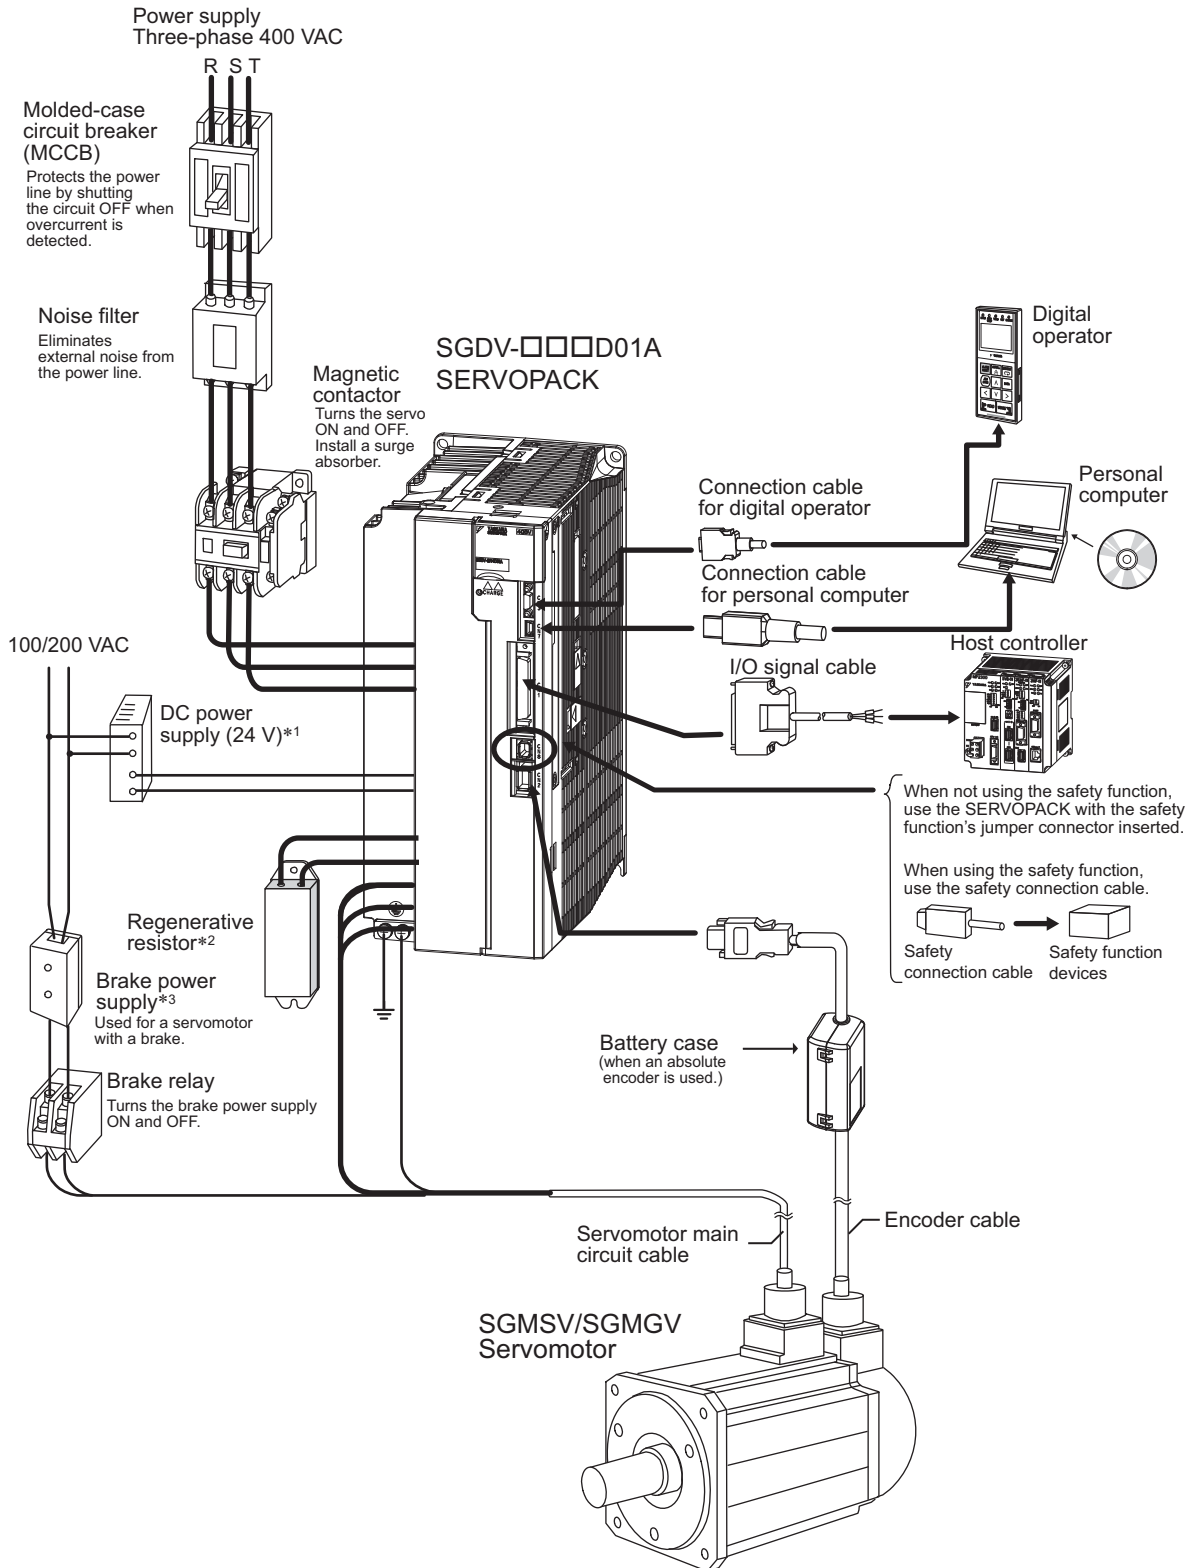 Power supply
Three-phase 400 VAC
R S T
Molded-case
circuit breaker
(MCCB)
Protects the power
line by shutting
the circuit OFF when
overcurrent is
detected.
Noise filter
Eliminates
external noise from
the power line.
Magnetic
contactor
Turns the servo
ON and OFF.
Install a surge
absorber.
SGDV-□□□D01A
SERVOPACK
CHARGE
Digital
operator
Connection cable
for digital operator
Personal
computer
Connection cable
for personal computer
Host controller
I/O signal cable
100/200 VAC
DC power
supply (24 V)*1
When not using the safety function,
use the SERVOPACK with the safety
function's jumper connector inserted.
When using the safety function,
use the safety connection cable.
Safety
connection cable
Safety function
devices
Regenerative
resistor*2
Brake power
supply*3
Used for a servomotor
with a brake.
Brake relay
Turns the brake power supply
ON and OFF.
Battery case
(when an absolute
encoder is used.)
Servomotor main
circuit cable
Encoder cable
SGMSV/SGMGV
Servomotor